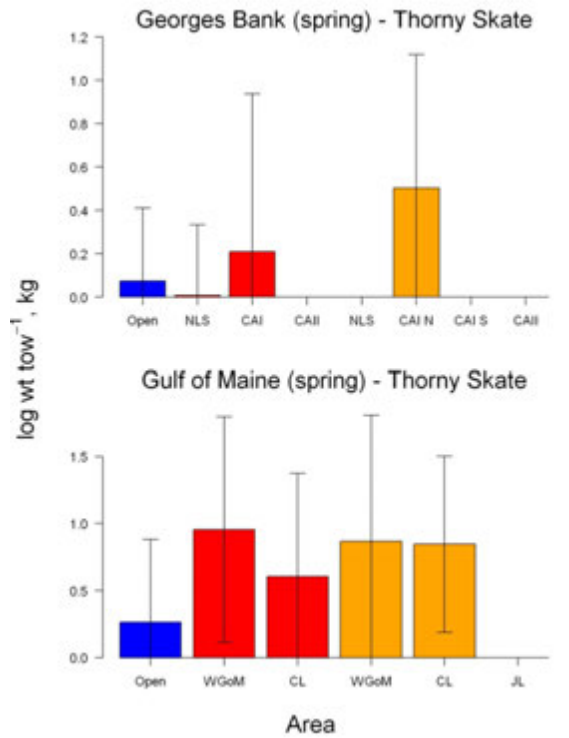 Georges Bank (spring) - Thorny Skate
1.2
1.0
0.8
0.6
0.4
0.2
0.0
Open NLS CAI CAII NLS CAI N CAI S CAII
log wt tow⁻¹, kg
Gulf of Maine (spring) - Thorny Skate
1.5
1.0
0.5
0.0
Open WGoM CL WGoM CL JL
Area